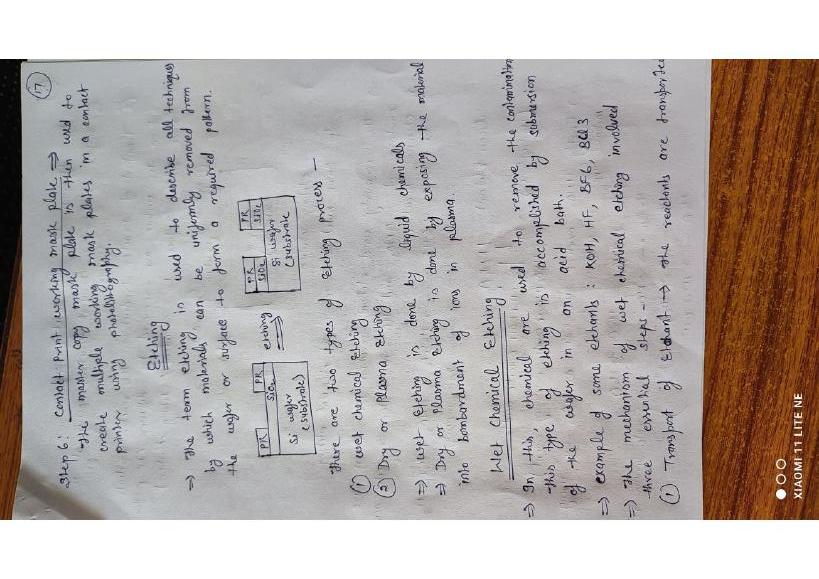 17
Step 6: Contact Print working mask plate ⇒
The master copy mask plate is then used to
create multiple working mask plates in a contact
printer using photolithography.
Etching
⇒ The term etching is used to describe all techniques
by which materials can be uniformly removed from
the wafer or surface to form a required pattern.
PR PR
SiO2
Si wafer
(substrate)
etching
⇒
PR PR
SiO2 SiO2
Si wafer
(substrate)
There are two types of Etching process -
① wet chemical Etching
② Dry or Plasma Etching
⇒ wet Etching is done by liquid chemicals
⇒ Dry or plasma Etching is done by exposing the material
into bombardment of ions in plasma.
Wet Chemical Etching
⇒ In this, chemical are used to remove the contamination
this type of etching is accomplished by submersion
of the wafer in an acid bath.
⇒ example of some etchants : KOH, HF, BF6, BCl3
⇒ The mechanism of wet chemical etching involved
three essential steps -
① Transport of Etchant → the reactants are transported
XIAOMI 11 LITE NE